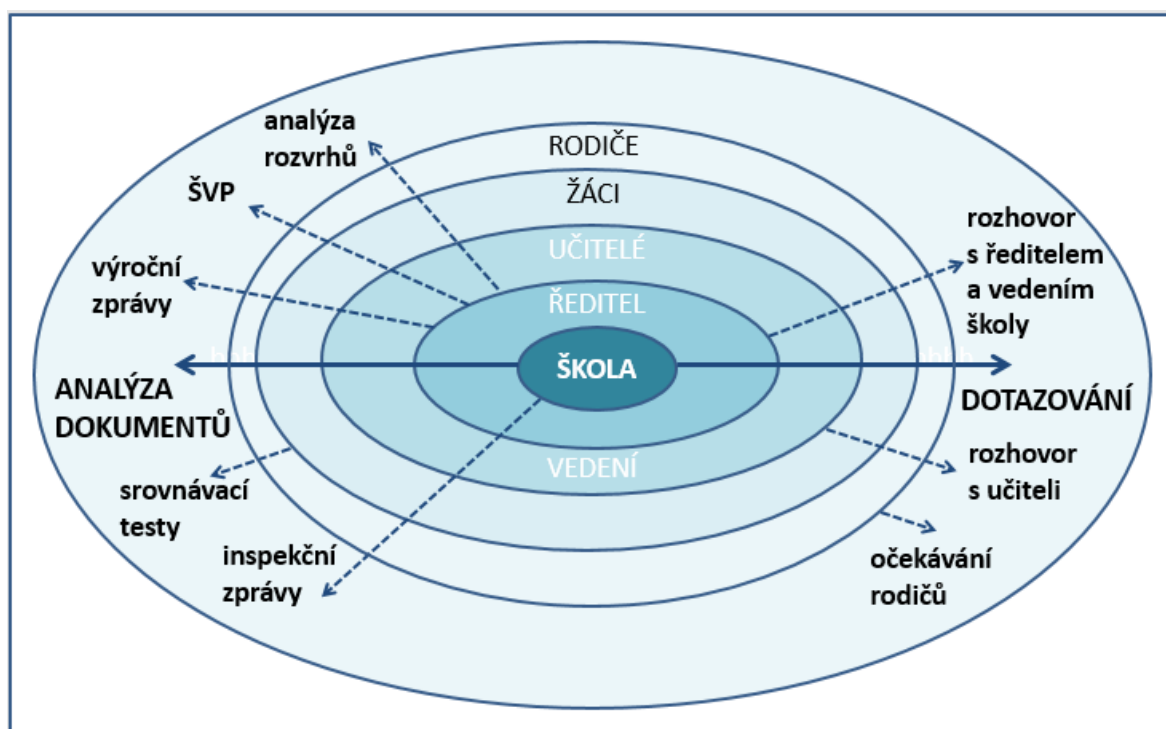 analýza
rozvrhů
ŠVP
výroční
zprávy
ANALÝZA
DOKUMENTŮ
srovnávací
testy
inspekční
zprávy
RODIČE
ŽÁCI
UČITELÉ
ŘEDITEL
ŠKOLA
VEDENÍ
rozhovor
s ředitelem
a vedením
školy
DOTAZOVÁNÍ
rozhovor
s učiteli
očekávání
rodičů